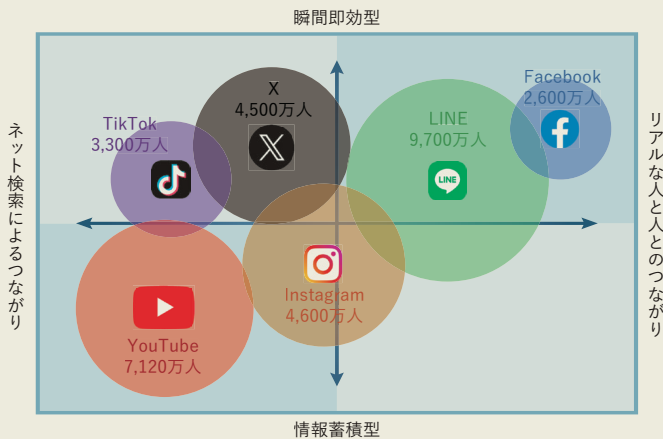 瞬間即効型
ネット検索によるつながり
リアルな人と人とのつながり
TikTok
3,300万人
X
4,500万人
LINE
9,700万人
LINE
Facebook
2,600万人
Instagram
4,600万人
YouTube
7,120万人
情報蓄積型